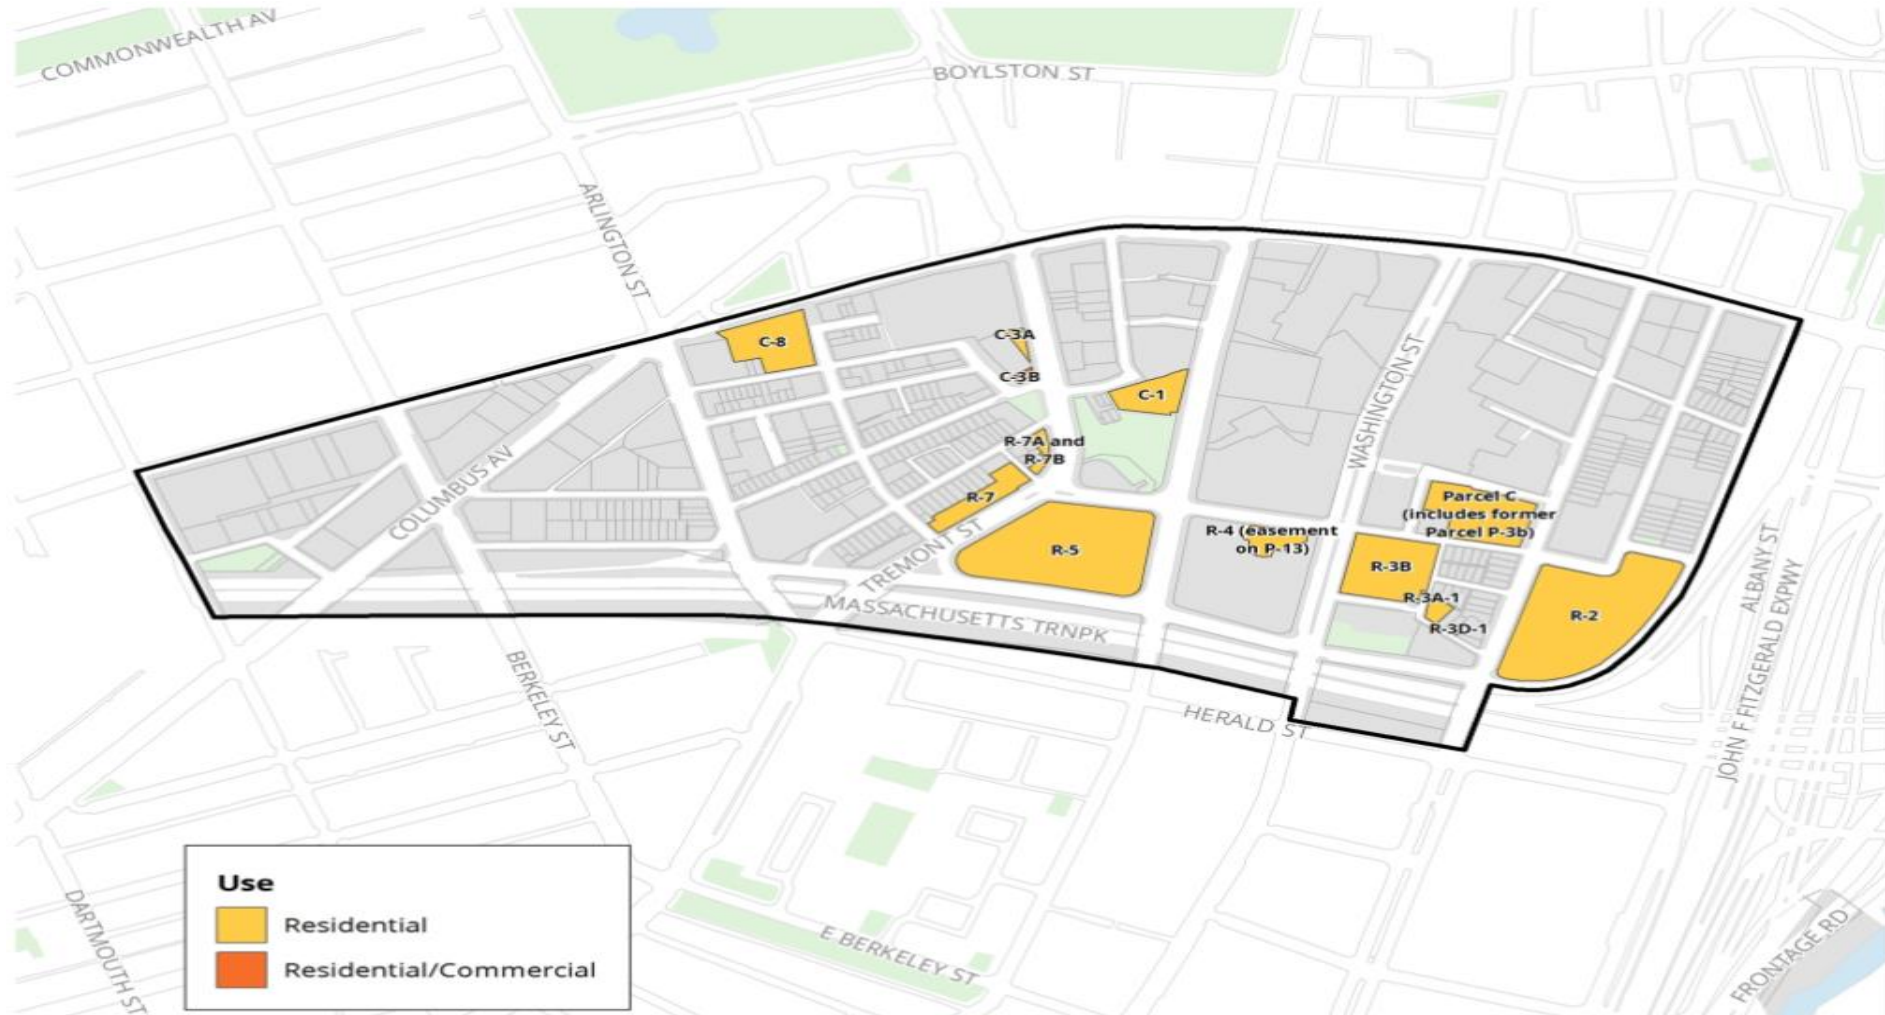 COMMONWEALTH AV
BOYLSTON ST
ARLINGTON ST
C-8
C-3A
C-3B
C-1
WASHINGTON ST
R-7A and
R-7B
COLUMBUS AV
R-7
Parcel C
(includes former
Parcel P-3b)
TREMONT ST
R-5
R-4 (easement
on P-13)
R-3B
R-3A-1
R-3D-1
R-2
ALBANY ST
JOHN F FITZGERALD EXPWY
MASSACHUSETTS TRNPK
BERKELEY ST
HERALD ST
DARTMOUTH ST
E BERKELEY ST
FRONTAGE RD
Use
Residential
Residential/Commercial